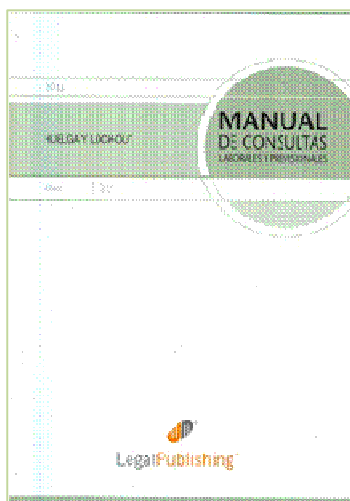 HUELGA Y LOCKOUT
MANUAL
DE CONSULTAS
LABORALES Y PREVISIONALES
LegalPublishing